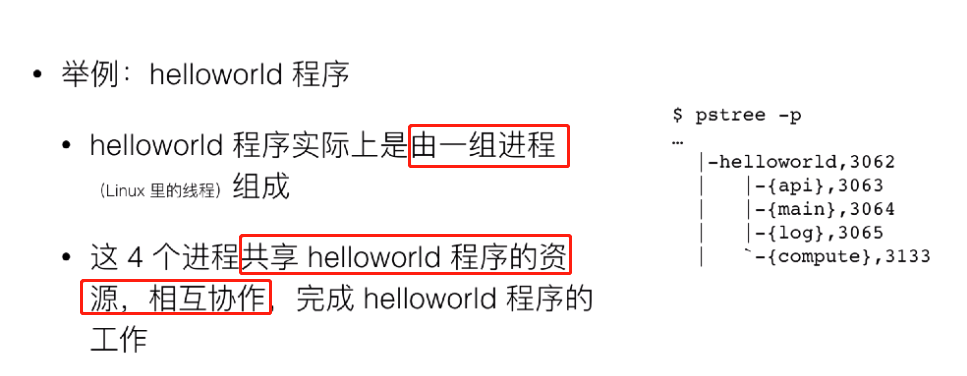 • 举例：helloworld 程序
• helloworld 程序实际上是由一组进程
（Linux 里的线程）组成
• 这 4 个进程共享 helloworld 程序的资
源，相互协作，完成 helloworld 程序的
工作
$ pstree -p
…
|-helloworld,3062
|   |-{api},3063
|   |-{main},3064
|   |-{log},3065
|   `-{compute},3133